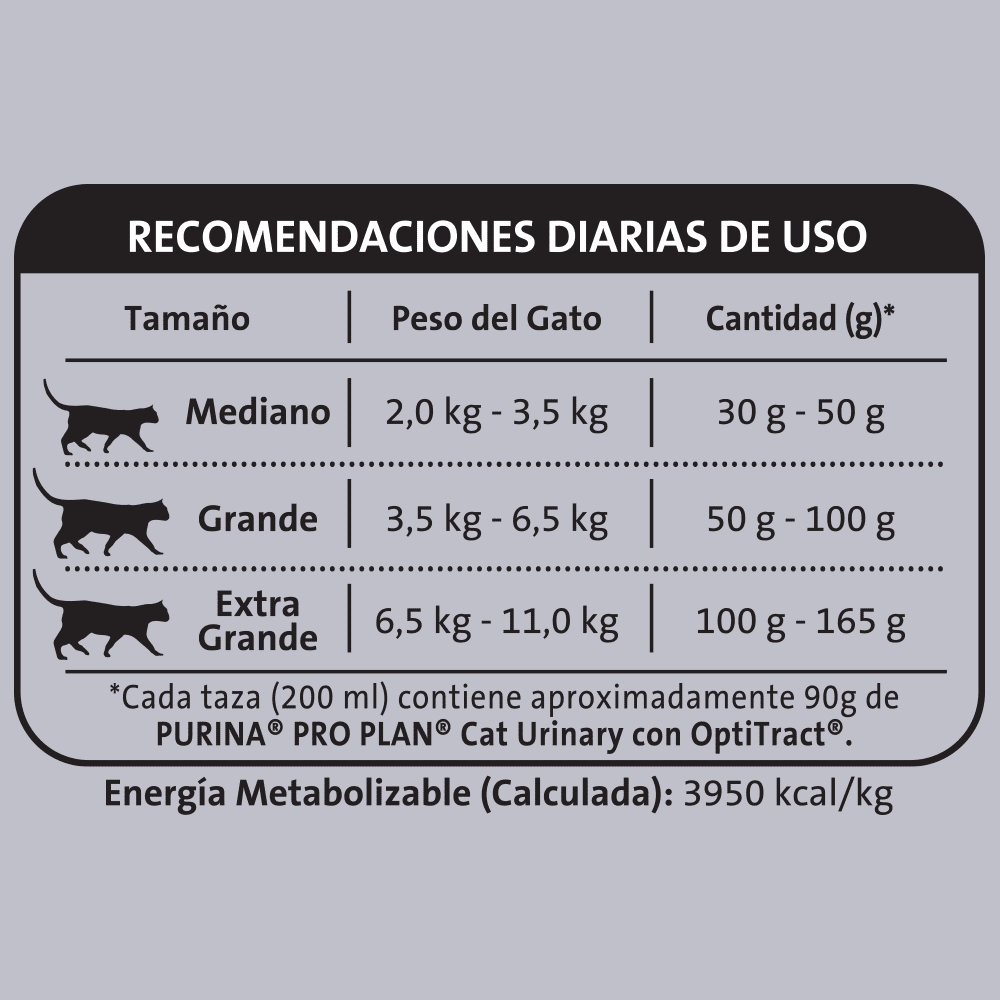 RECOMENDACIONES DIARIAS DE USO
Tamaño Peso del Gato Cantidad (g)*
Mediano 2,0 kg - 3,5 kg 30 g - 50 g
Grande 3,5 kg - 6,5 kg 50 g - 100 g
Extra
Grande 6,5 kg - 11,0 kg 100 g - 165 g
*Cada taza (200 ml) contiene aproximadamente 90g de
PURINA® PRO PLAN® Cat Urinary con OptiTract®.
Energía Metabolizable (Calculada): 3950 kcal/kg